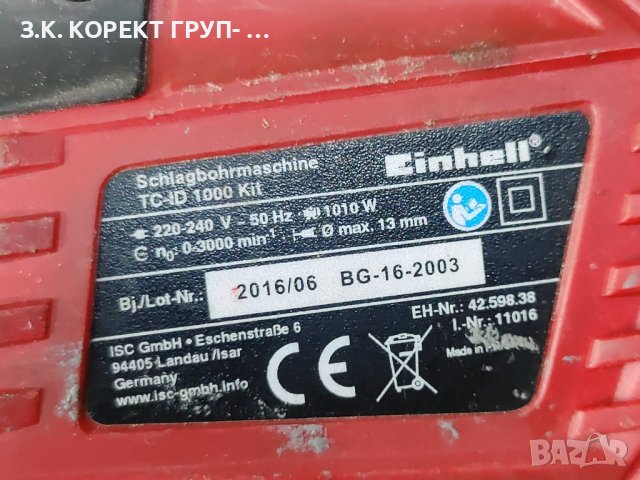 З.К. КОРЕКТ ГРУП- ...
Schlagbohrmaschine
TC-ID 1000 Kit
Einhell®
220-240 V ~ 50 Hz 1010 W
n₀: 0-3000 min⁻¹ Ø max. 13 mm
Bj./Lot-Nr.: 2016/06 BG-16-2003
EH-Nr.: 42.598.38
I.-Nr.: 11016
ISC GmbH • Eschenstraße 6
94405 Landau /Isar
Germany
www.isc-gmbh.info
CE
Made in
BAZAR